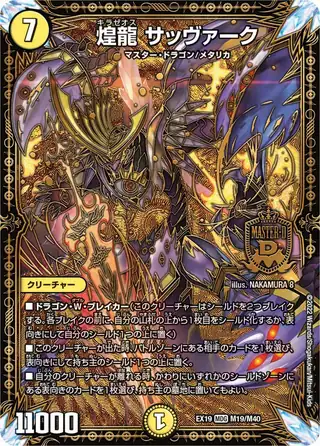 7
キラゼオス
煌龍 サッヴァーク
マスター・ドラゴン/メタリカ
MASTER-D
D
illus. NAKAMURA 8
クリーチャー
■ドラゴン・W・ブレイカー(このクリーチャーはシールドを2つブレイクする。各ブレイクの前に、自分の山札の上から1枚目をシールド化するか、表向きにして自分のシールド1つの上に置く)
■このクリーチャーが出た時、バトルゾーンにある相手のカードを1枚選び、表向きにして持ち主のシールド1つの上に置く。
■自分のクリーチャーが離れる時、かわりにいずれかのシールドゾーンにある表向きのカードを1枚選び、持ち主の墓地に置いてもよい。
11000
1
EX19 MDG M19/M40